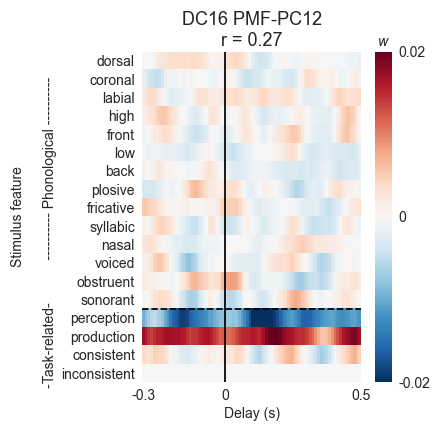 DC16 PMF-PC12
r = 0.27
w
Stimulus feature
---------- Phonological ----------
-Task-related-
dorsal
coronal
labial
high
front
low
back
plosive
fricative
syllabic
nasal
voiced
obstruent
sonorant
perception
production
consistent
inconsistent
-0.3
0
0.5
Delay (s)
0.02
0
-0.02